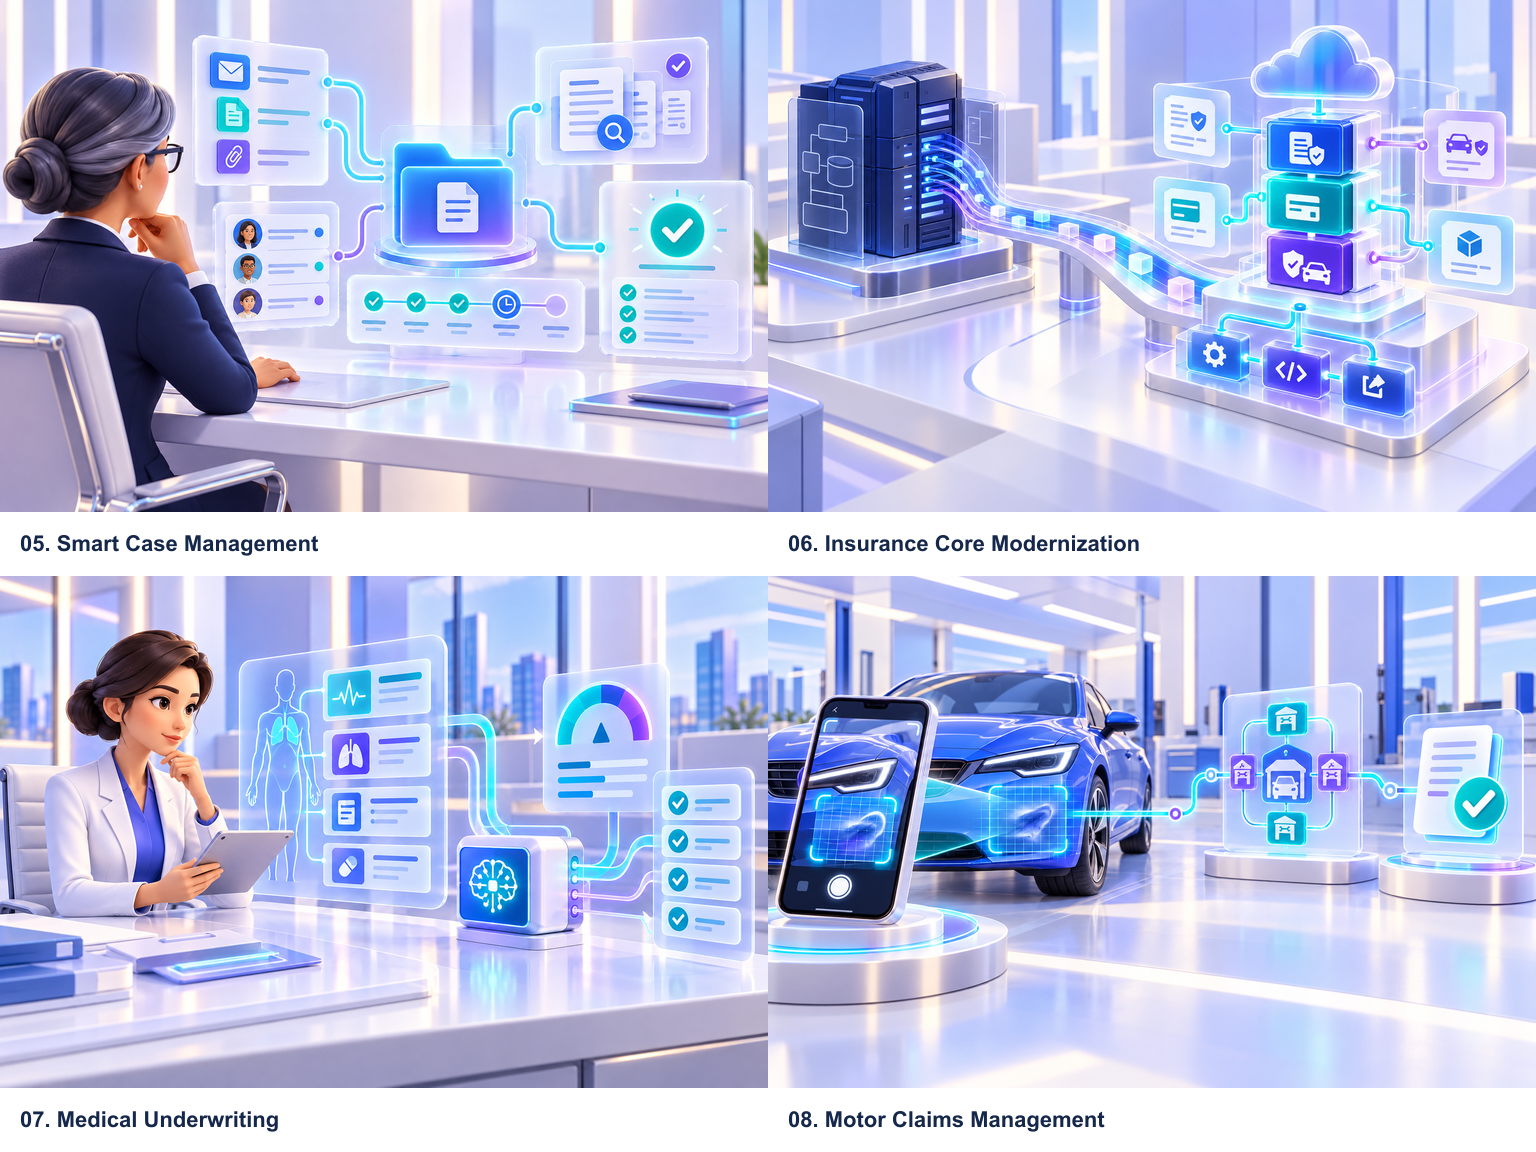 05. Smart Case Management
06. Insurance Core Modernization
07. Medical Underwriting
08. Motor Claims Management